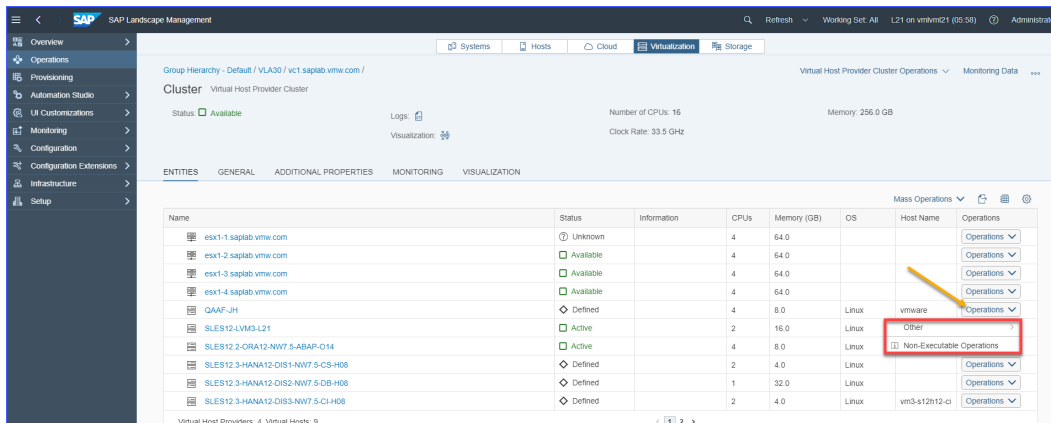 SAP SAP Landscape Management Refresh Working Set: All L21 on vmlvml21 (05:58) Administrat
Overview
Operations
Provisioning
Automation Studio
UI Customizations
Monitoring
Configuration
Configuration Extensions
Infrastructure
Setup
Systems Hosts Cloud Virtualization Storage
Group Hierarchy - Default / VLA30 / vc1.saplab.vmw.com / Virtual Host Provider Cluster Operations Monitoring Data
Cluster Virtual Host Provider Cluster
Status: Available Logs: Number of CPUs: 16 Memory: 256.0 GB
Visualization: Clock Rate: 33.5 GHz
ENTITIES GENERAL ADDITIONAL PROPERTIES MONITORING VISUALIZATION
Mass Operations
Name Status Information CPUs Memory (GB) OS Host Name Operations
esx1-1.saplab.vmw.com Unknown 4 64.0 Operations
esx1-2.saplab.vmw.com Available 4 64.0 Operations
esx1-3.saplab.vmw.com Available 4 64.0 Operations
esx1-4.saplab.vmw.com Available 4 64.0 Operations
QAAF-JH Defined 4 8.0 Linux vmware Operations
SLES12-LVM3-L21 Active 2 16.0 Linux Other
SLES12.2-ORA12-NW7.5-ABAP-O14 Active 4 8.0 Linux Non-Executable Operations
SLES12.3-HANA12-DIS1-NW7.5-CS-H08 Defined 2 4.0 Linux Operations
SLES12.3-HANA12-DIS2-NW7.5-DB-H08 Defined 1 32.0 Linux Operations
SLES12.3-HANA12-DIS3-NW7.5-CI-H08 Defined 2 4.0 Linux vm3-s12h12-ci Operations
Virtual Host Providers: 4, Virtual Hosts: 9 1 2